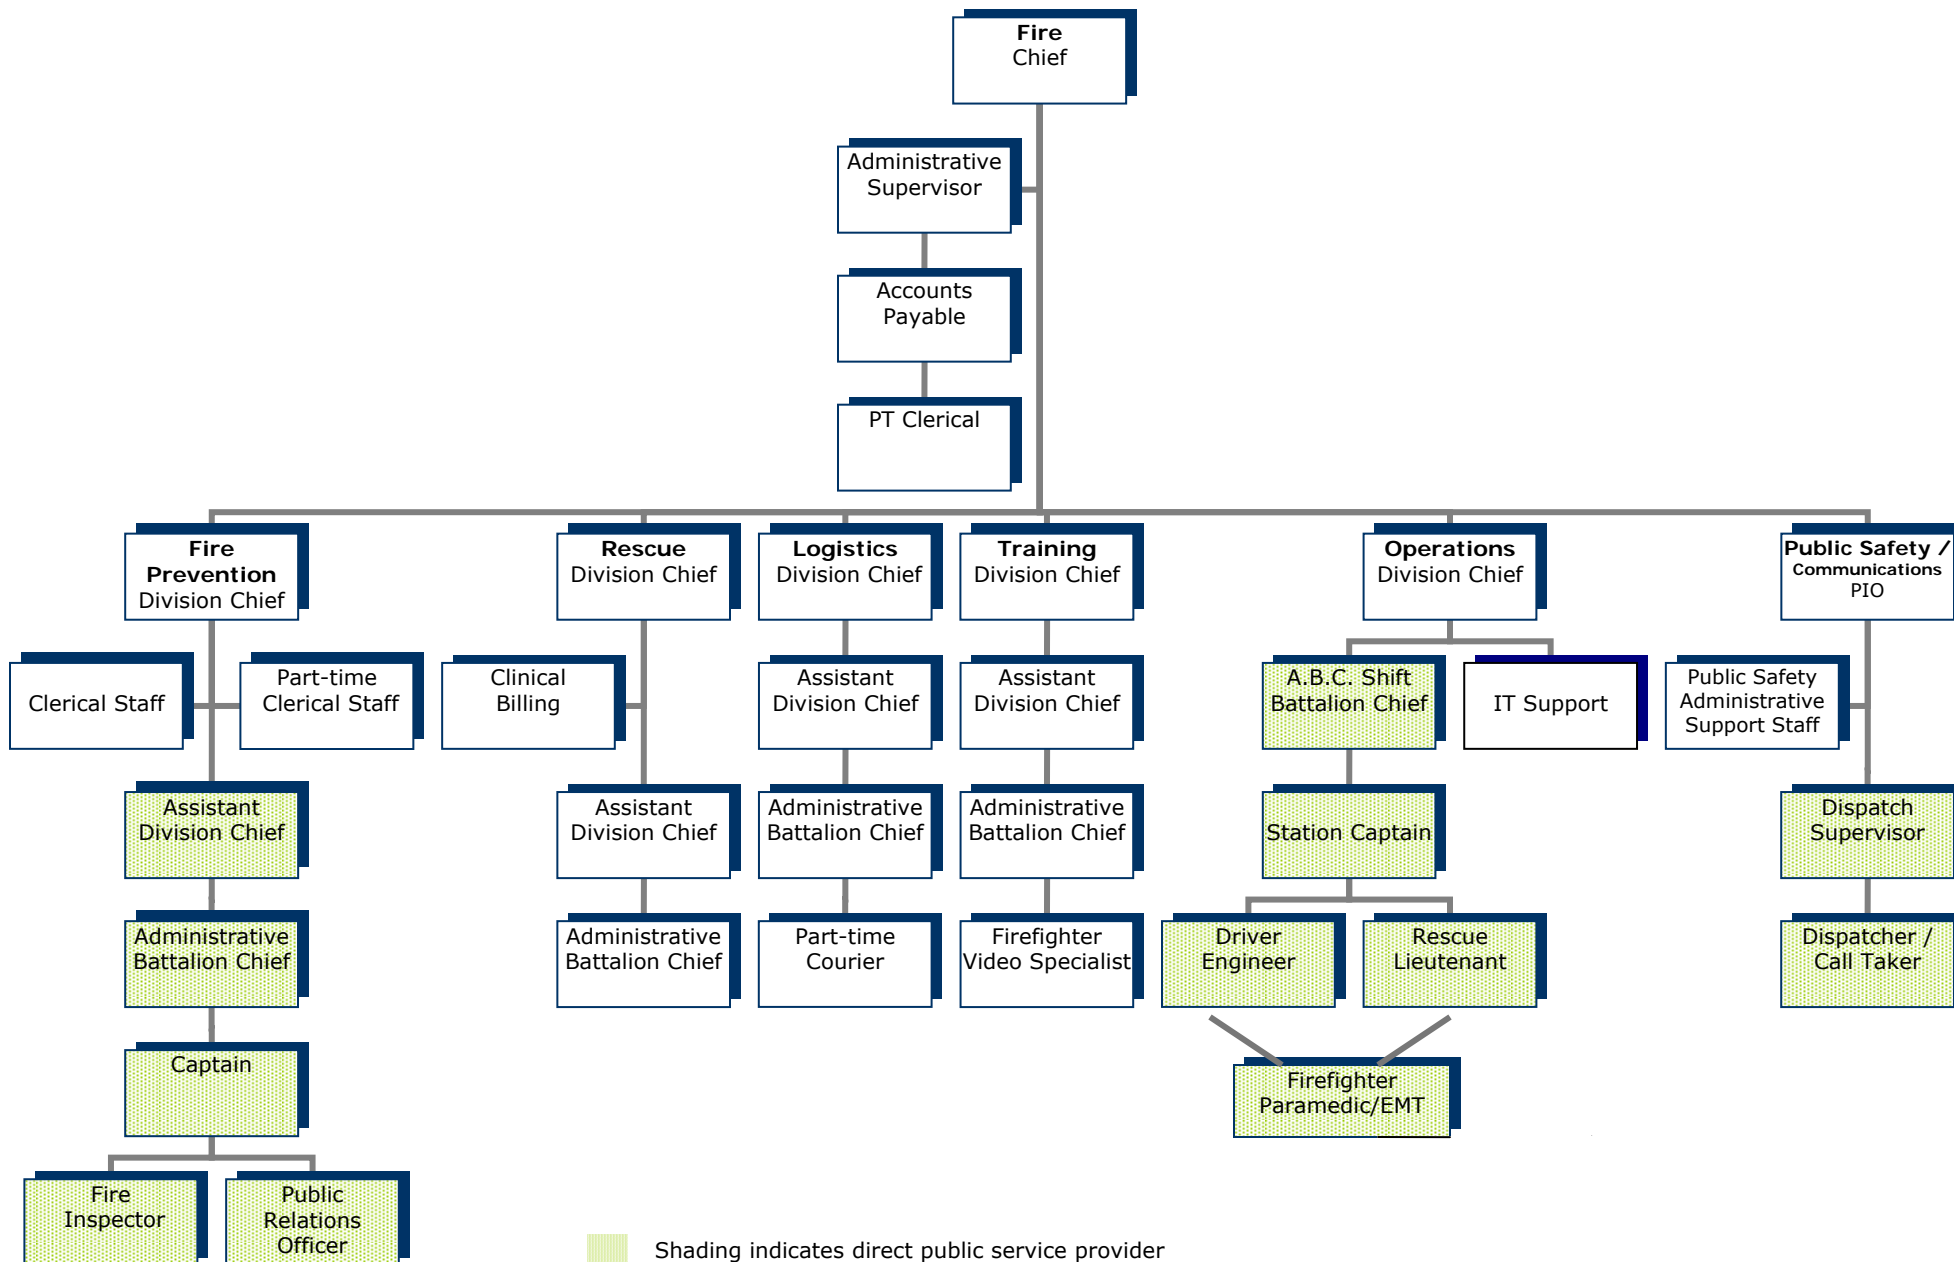 Fire
Chief
Administrative
Supervisor
Accounts
Payable
PT Clerical
Fire
Prevention
Division Chief
Rescue
Division Chief
Logistics
Division Chief
Training
Division Chief
Operations
Division Chief
Public Safety /
Communications
PIO
Clerical Staff
Part-time
Clerical Staff
Clinical
Billing
Assistant
Division Chief
Assistant
Division Chief
A.B.C. Shift
Battalion Chief
IT Support
Public Safety
Administrative
Support Staff
Assistant
Division Chief
Assistant
Division Chief
Administrative
Battalion Chief
Administrative
Battalion Chief
Station Captain
Dispatch
Supervisor
Administrative
Battalion Chief
Administrative
Battalion Chief
Part-time
Courier
Firefighter
Video Specialist
Driver
Engineer
Rescue
Lieutenant
Dispatcher /
Call Taker
Captain
Firefighter
Paramedic/EMT
Fire
Inspector
Public
Relations
Officer
Shading indicates direct public service provider